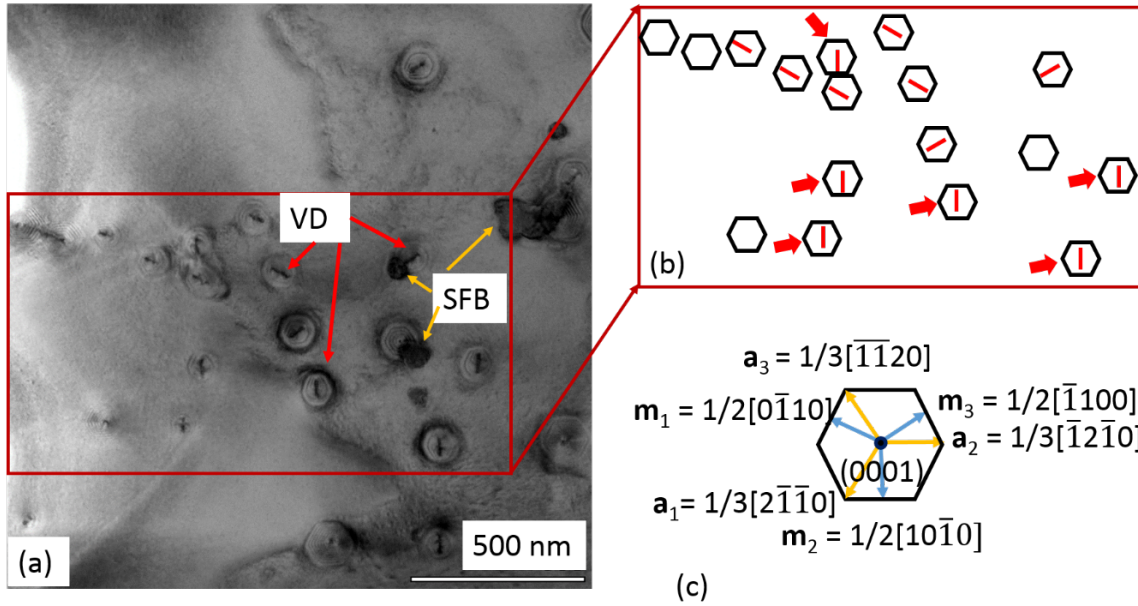 VD
SFB
(a)
500 nm
(b)
a₃ = 1/3[1̅1̅20]
m₁ = 1/2[01̅10]
m₃ = 1/2[1̅100]
a₂ = 1/3[1̅21̅0]
(0001)
a₁ = 1/3[21̅1̅0]
m₂ = 1/2[101̅0]
(c)